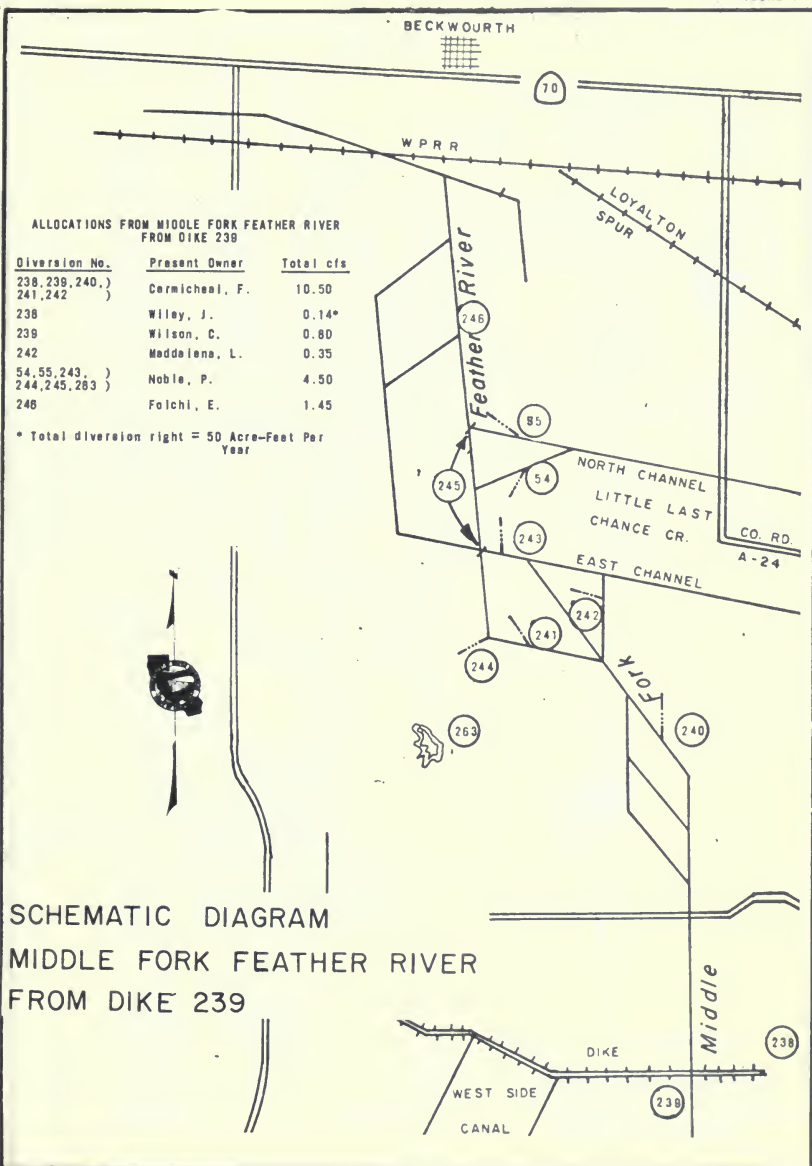 BECKWOURTH
70
WPRR
LOYALTON
SPUR
ALLOCATIONS FROM MIDDLE FORK FEATHER RIVER
FROM DIKE 239
Diversion No. Present Owner Total cfs
238,239,240,)
241,242 ) Carmicheal, F. 10.50
238 Wiley, J. 0.14*
239 Wilson, C. 0.80
242 Maddalena, L. 0.35
54,55,243, )
244,245,263 ) Noble, P. 4.50
246 Folchi, E. 1.45
* Total diversion right = 50 Acre-Feet Per
Year
Feather River
246
85
245
54
NORTH CHANNEL
LITTLE LAST
CHANCE CR.
CO. RD.
A-24
243
EAST CHANNEL
242
241
244
Fork
263
240
SCHEMATIC DIAGRAM
MIDDLE FORK FEATHER RIVER
FROM DIKE 239
Middle
DIKE
238
239
WEST SIDE
CANAL